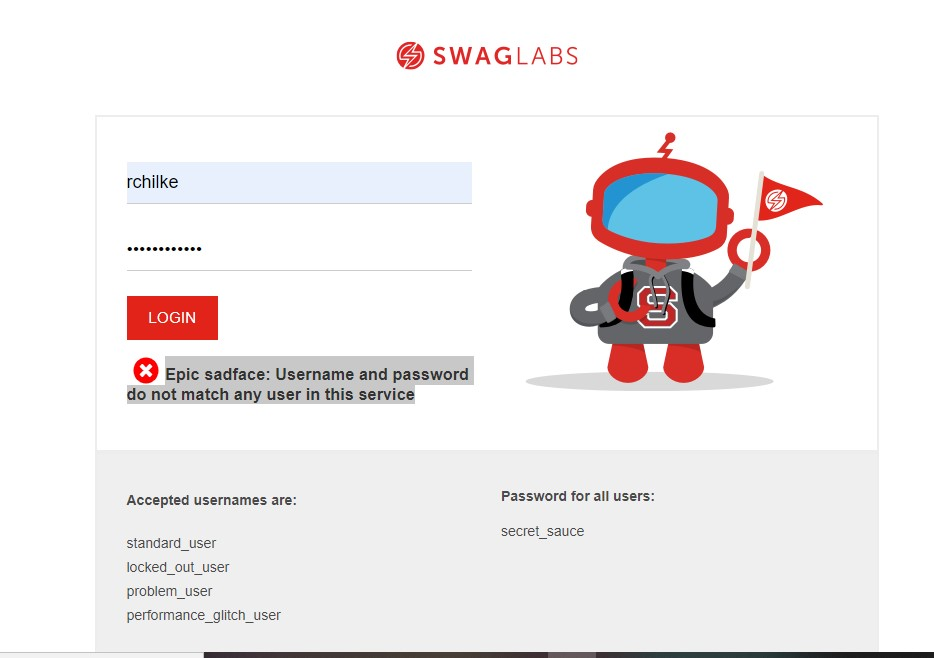 SWAGLABS
rchilke
••••••••••••
LOGIN
Epic sadface: Username and password
do not match any user in this service
S
Accepted usernames are:
standard_user
locked_out_user
problem_user
performance_glitch_user
Password for all users:
secret_sauce